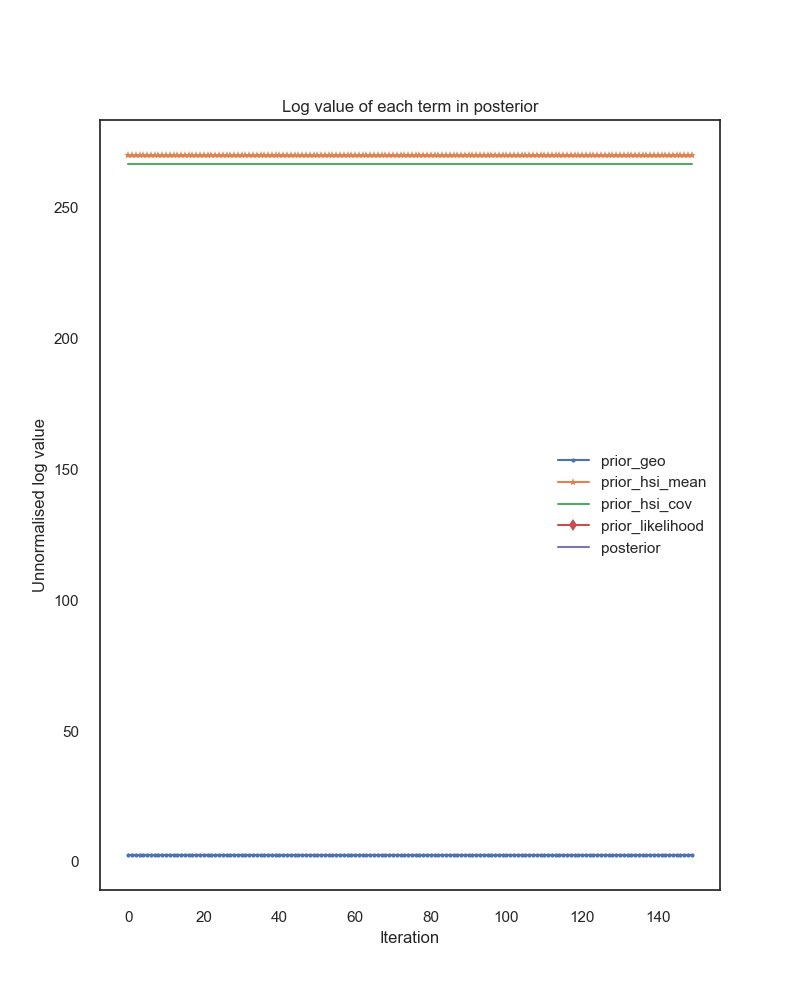 Log value of each term in posterior
Unnormalised log value
250
200
150
100
50
0
prior_geo
prior_hsi_mean
prior_hsi_cov
prior_likelihood
posterior
0 20 40 60 80 100 120 140
Iteration